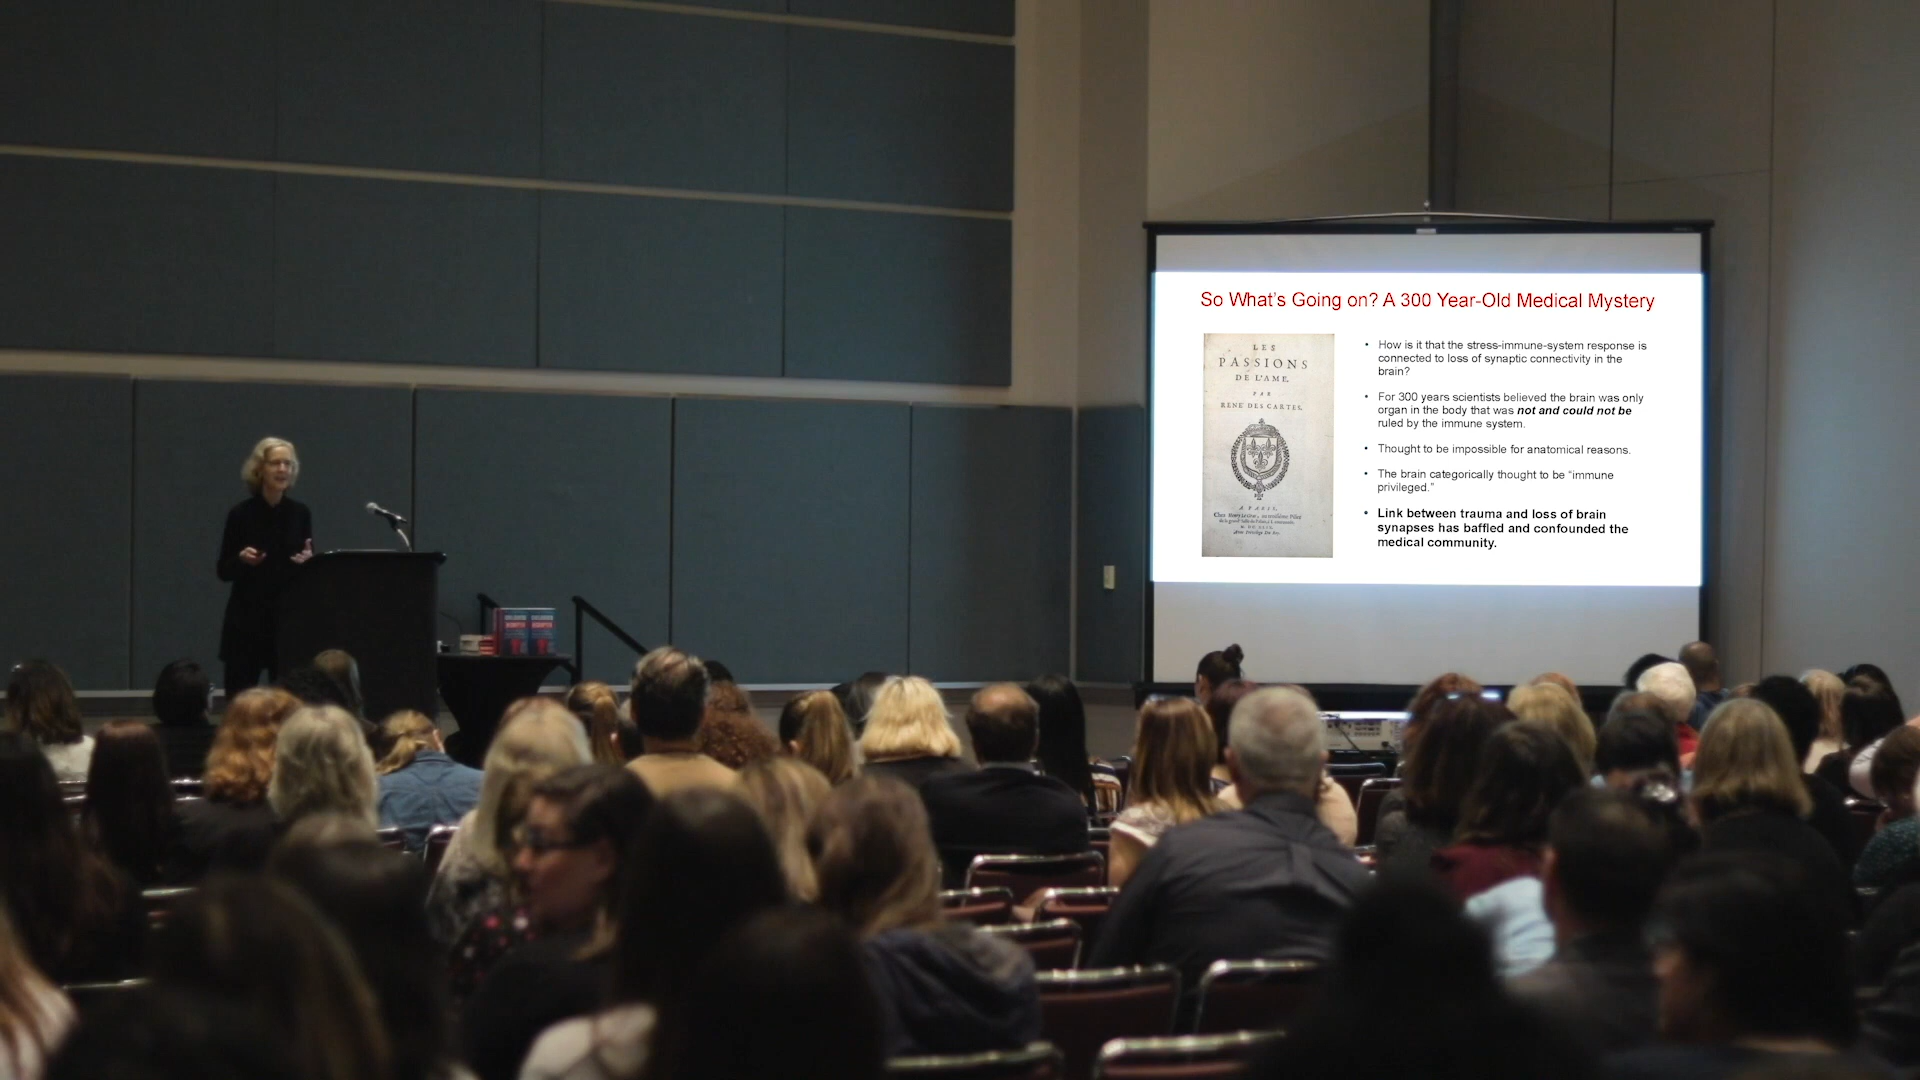 So What's Going on? A 300 Year-Old Medical Mystery
LES
PASSIONS
DE L'AME.
PAR
RENE DES CARTES.
A PARIS,
• How is it that the stress-immune-system response is
connected to loss of synaptic connectivity in the
brain?
• For 300 years scientists believed the brain was only
organ in the body that was not and could not be
ruled by the immune system.
• Thought to be impossible for anatomical reasons.
• The brain categorically thought to be “immune
privileged.”
• Link between trauma and loss of brain
synapses has baffled and confounded the
medical community.